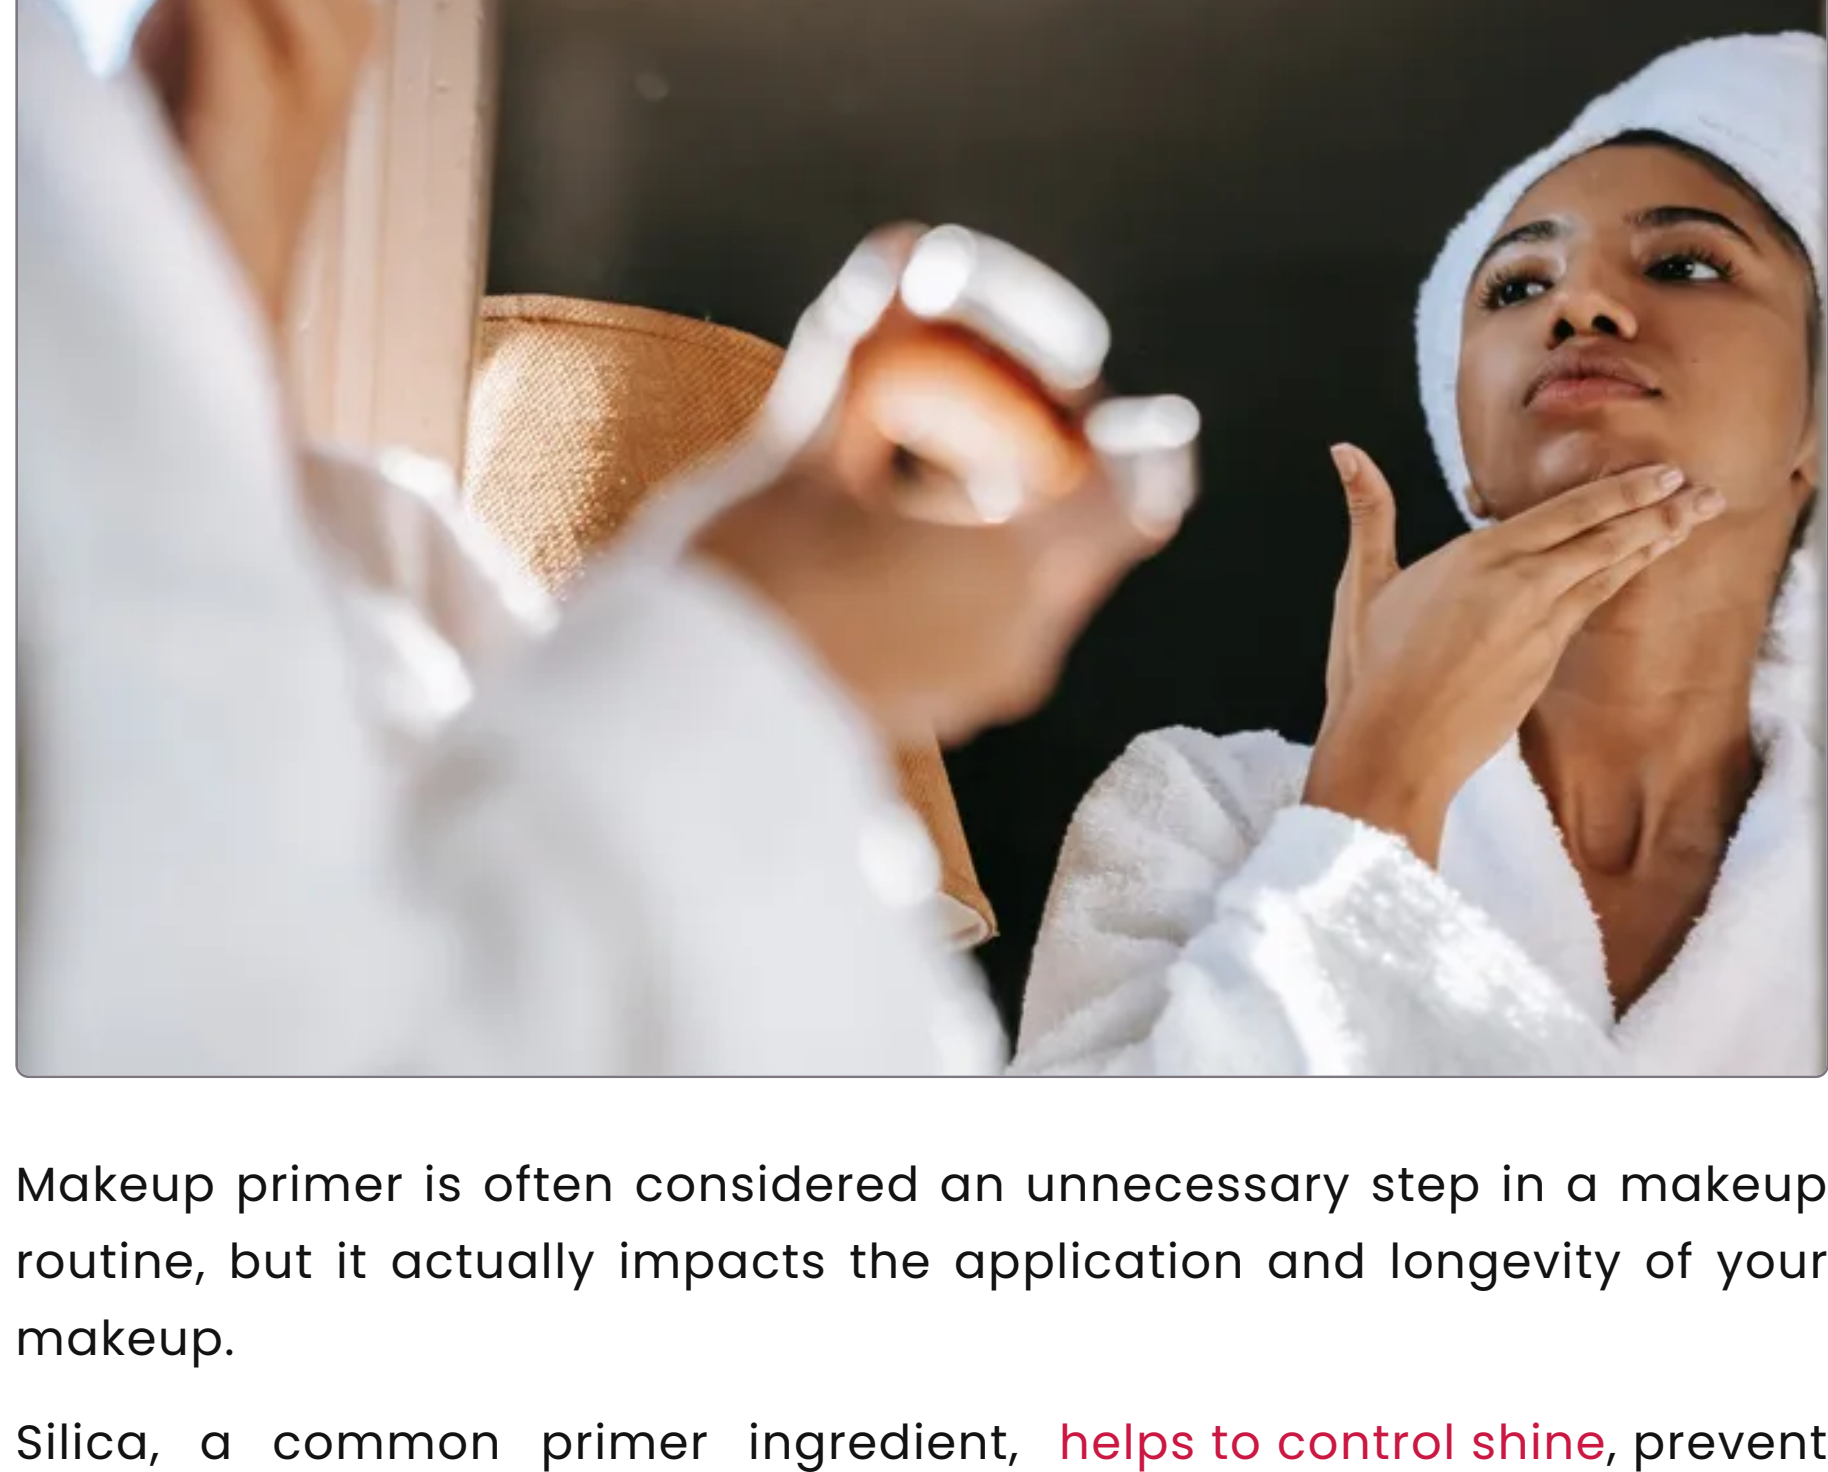 Makeup primer is often considered an unnecessary step in a makeup
routine, but it actually impacts the application and longevity of your
makeup.
Silica, a common primer ingredient, helps to control shine, prevent